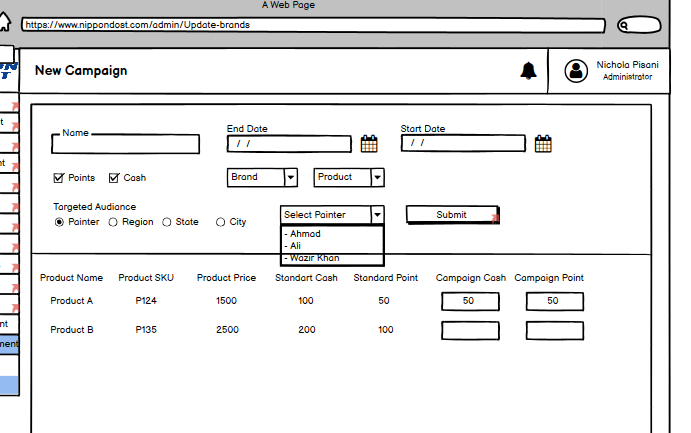 A Web Page
https://www.nippondost.com/admin/Update-brands
New Campaign
Nichola Pisani
Administrator
Name
End Date
/ /
Start Date
/ /
Points
Cash
Brand
Product
Targeted Audiance
Painter
Region
State
City
Select Painter
Submit
- Ahmad
- Ali
- Wazir Khan
Product Name Product SKU Product Price Standart Cash Standard Point Campaign Cash Campaign Point
Product A P124 1500 100 50 50 50
Product B P135 2500 200 100